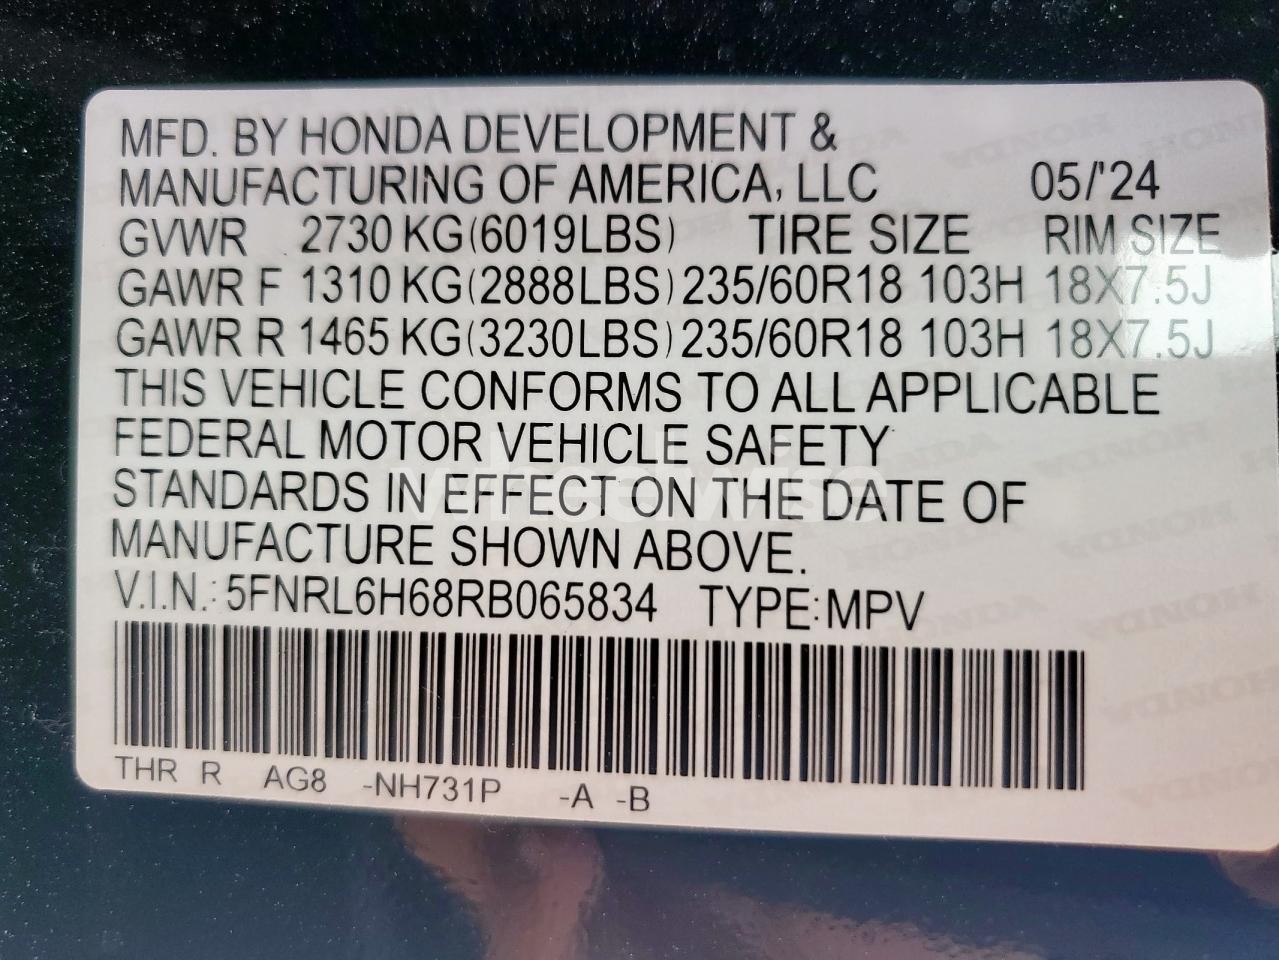 MFD. BY HONDA DEVELOPMENT &
MANUFACTURING OF AMERICA, LLC 05/'24
GVWR 2730 KG(6019LBS) TIRE SIZE RIM SIZE
GAWR F 1310 KG(2888LBS) 235/60R18 103H 18X7.5J
GAWR R 1465 KG(3230LBS) 235/60R18 103H 18X7.5J
THIS VEHICLE CONFORMS TO ALL APPLICABLE
FEDERAL MOTOR VEHICLE SAFETY
STANDARDS IN EFFECT ON THE DATE OF
MANUFACTURE SHOWN ABOVE.
V.I.N.: 5FNRL6H68RB065834 TYPE: MPV
THR R AG8 -NH731P -A -B